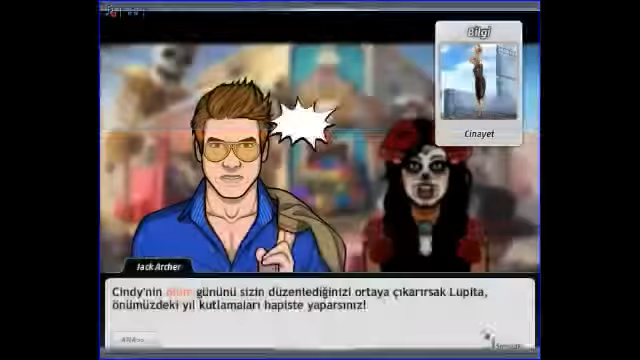 Bilgi
Cinayet
Jack Archer
Cindy'nin ölüm gününü sizin düzenlediğinizi ortaya çıkarırsak Lupita,
önümüzdeki yıl kutlamaları hapiste yaparsınız!